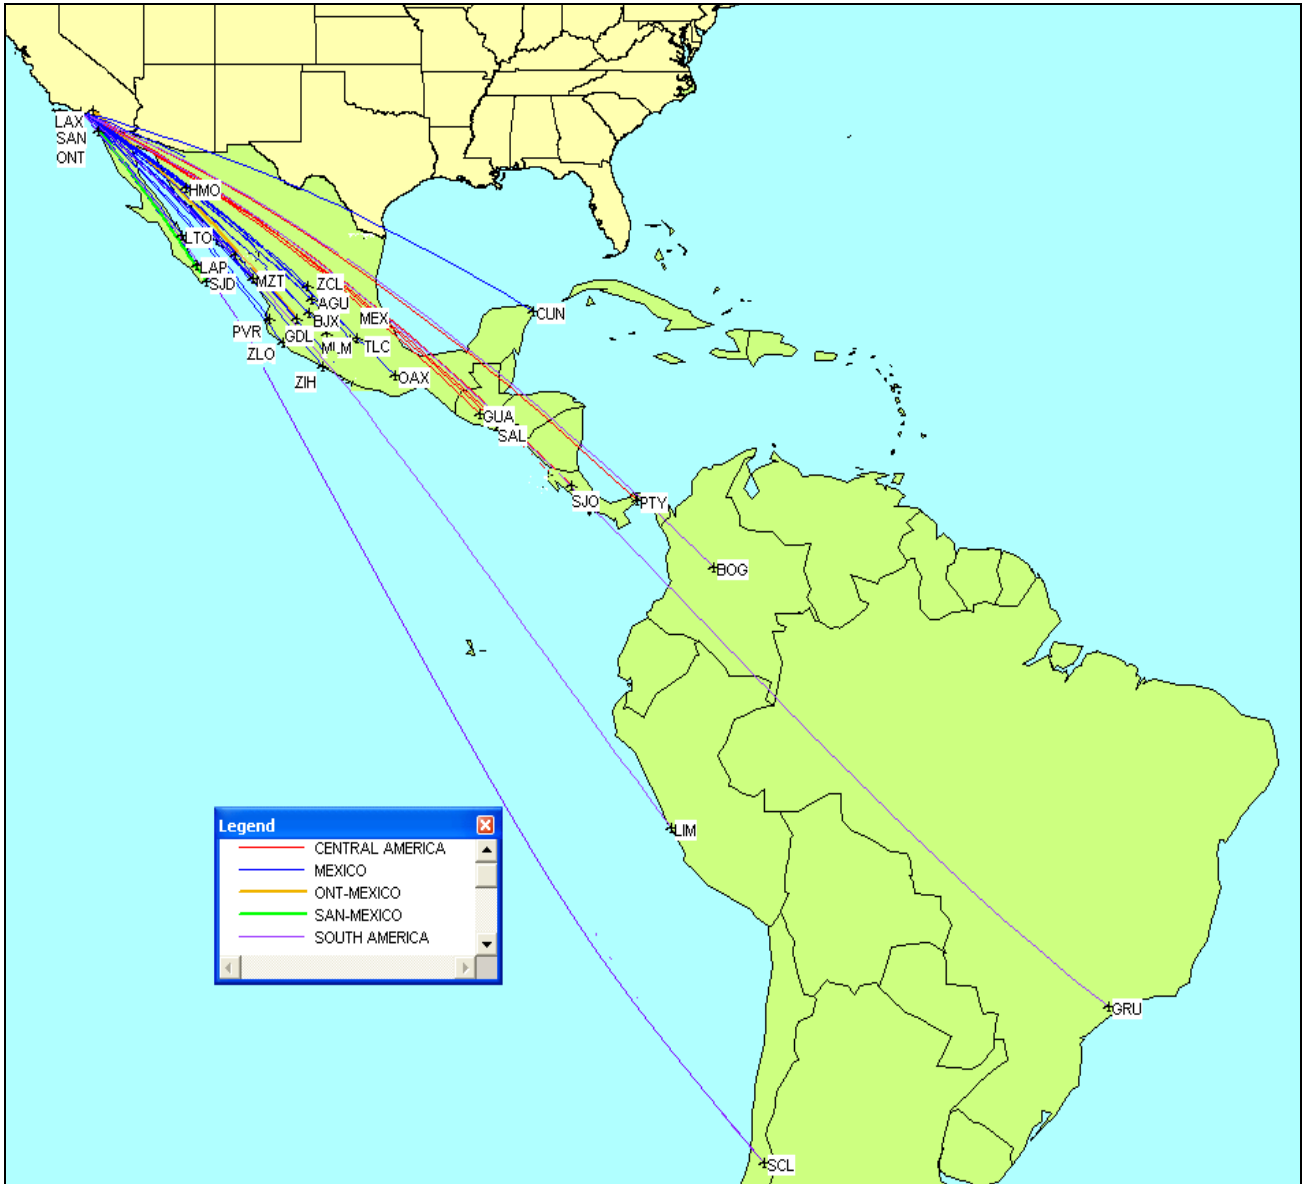 LAX
SAN
ONT
HMO
LTO
LAP
SJD
MZT
ZCL
AGU
BJX
MEX
CUN
PVR
GDL
MLM
TLC
ZLO
ZIH
OAX
GUA
SAL
SJO
PTY
BOG
LIM
GRU
SCL
Legend
CENTRAL AMERICA
MEXICO
ONT-MEXICO
SAN-MEXICO
SOUTH AMERICA